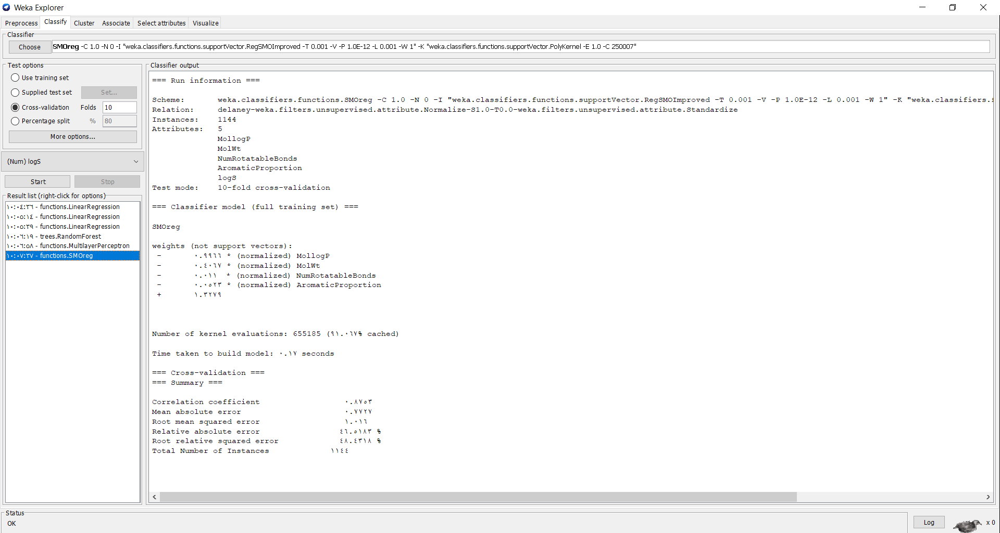 Weka Explorer
Preprocess Classify Cluster Associate Select attributes Visualize
Classifier
Choose SMOreg -C 1.0 -N 0 -I "weka.classifiers.functions.supportVector.RegSMOImproved -T 0.001 -V -P 1.0E-12 -L 0.001 -W 1" -K "weka.classifiers.functions.supportVector.PolyKernel -E 1.0 -C 250007"
Test options
Use training set
Supplied test set Set...
Cross-validation Folds 10
Percentage split % 80
More options...
(Num) logS
Start Stop
Result list (right-click for options)
١٠:٠٤:٣٦ - functions.LinearRegression
١٠:٠٥:١٤ - functions.LinearRegression
١٠:٠٥:٣٩ - functions.LinearRegression
١٠:٠٦:١٩ - trees.RandomForest
١٠:٠٦:٥٨ - functions.MultilayerPerceptron
١٠:٠٧:٣٧ - functions.SMOreg
Classifier output
=== Run information ===
Scheme: weka.classifiers.functions.SMOreg -C 1.0 -N 0 -I "weka.classifiers.functions.supportVector.RegSMOImproved -T 0.001 -V -P 1.0E-12 -L 0.001 -W 1" -K "weka.classifiers.
Relation: delaney-weka.filters.unsupervised.attribute.Normalize-S1.0-T0.0-weka.filters.unsupervised.attribute.Standardize
Instances: 1144
Attributes: 5
MollogP
MolWt
NumRotatableBonds
AromaticProportion
logS
Test mode: 10-fold cross-validation
=== Classifier model (full training set) ===
SMOreg
weights (not support vectors):
- ٠.٩٩٦٦ * (normalized) MollogP
- ٠.٤٠٦٧ * (normalized) MolWt
- ٠.٠١١ * (normalized) NumRotatableBonds
- ٠.٠٥٢٣ * (normalized) AromaticProportion
+ ١.٣٢٧٩
Number of kernel evaluations: 655185 (٩١.٠٦٧% cached)
Time taken to build model: ٠.١٧ seconds
=== Cross-validation ===
=== Summary ===
Correlation coefficient ٠.٨٧٥٣
Mean absolute error ٠.٧٧٢٧
Root mean squared error ١.٠١٦
Relative absolute error ٤٦.٥١٨٣ %
Root relative squared error ٤٨.٤٣١٨ %
Total Number of Instances ١١٤٤
Status
OK
Log x 0